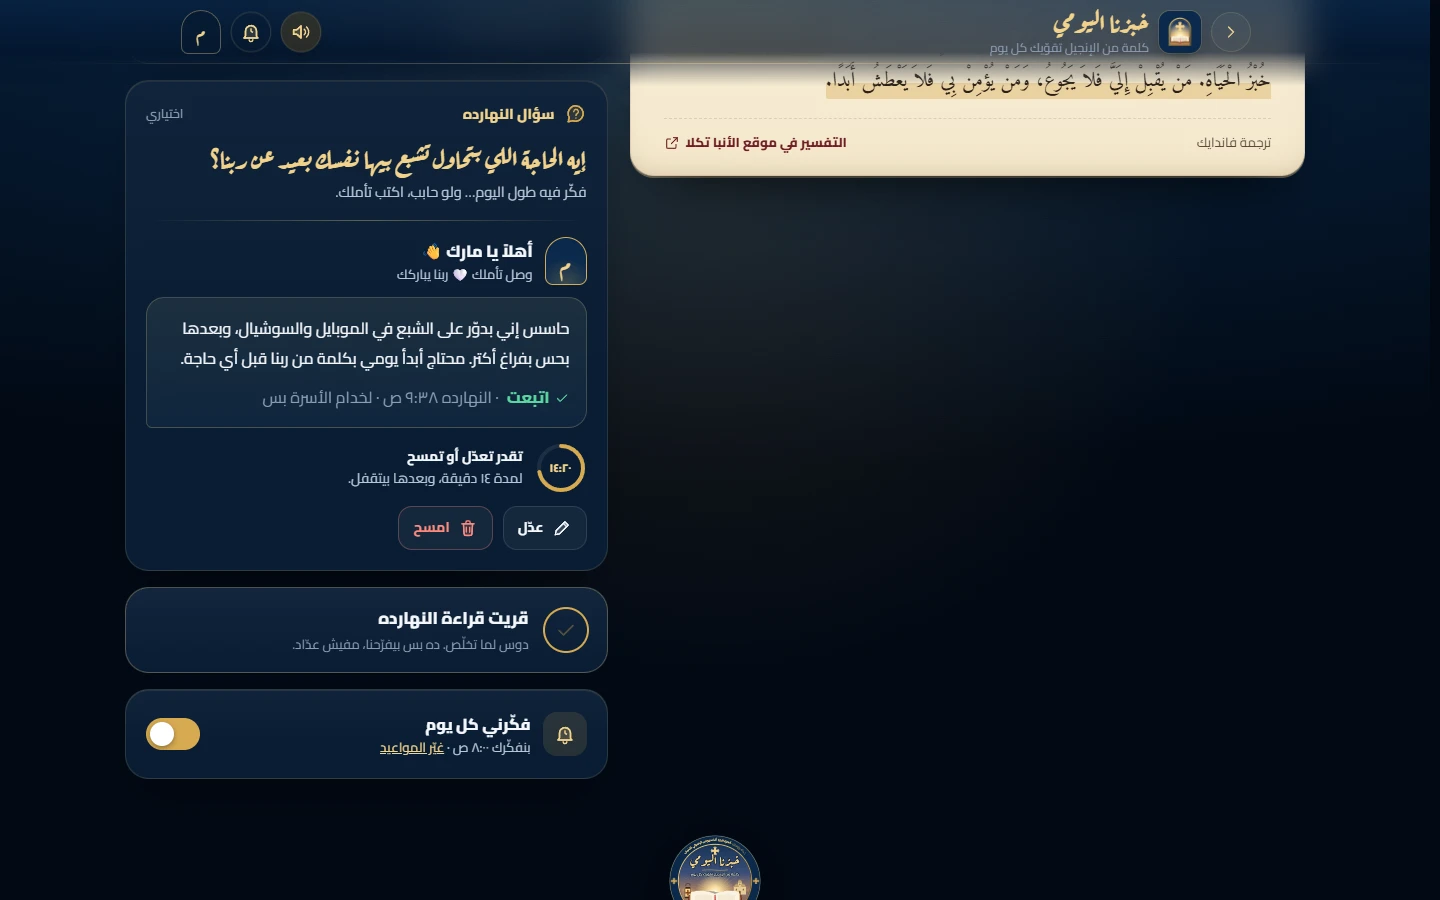 خبزنا اليومي
كلمة من الإنجيل تقوّيك كل يوم
م
خُبْزُ الْحَيَاةِ. مَنْ يُقْبِلْ إِلَيَّ فَلاَ يَجُوعُ، وَمَنْ يُؤْمِنْ بِي فَلاَ يَعْطَشُ أَبَدًا.
ترجمة فاندايك
التفسير في موقع الأنبا تكلا
سؤال النهارده
اختياري
إيه الحاجة اللي بتحاول تشبع بيها نفسك بعيد عن ربنا؟
فكّر فيه طول اليوم... ولو حابب، اكتب تأملك.
م
أهلاً يا مارك 👋
وصل تأملك 🤍 ربنا يباركك
حاسس إني بدوّر على الشبع في الموبايل والسوشيال، وبعدها
بحس بفراغ أكتر. محتاج أبدأ يومي بكلمة من ربنا قبل أي حاجة.
✓ اتبعت · النهارده ٩:٣٨ ص · لخدام الأسرة بس
١٤:٢٠
تقدر تعدّل أو تمسح
لمدة ١٤ دقيقة، وبعدها بيتقفل.
عدّل
امسح
قريت قراءة النهارده
دوس لما تخلّص. ده بس بيفرّحنا، مفيش عدّاد.
فكّرني كل يوم
بنفكّرك ٨:٠٠ ص · غيّر المواعيد
خبزنا اليومي